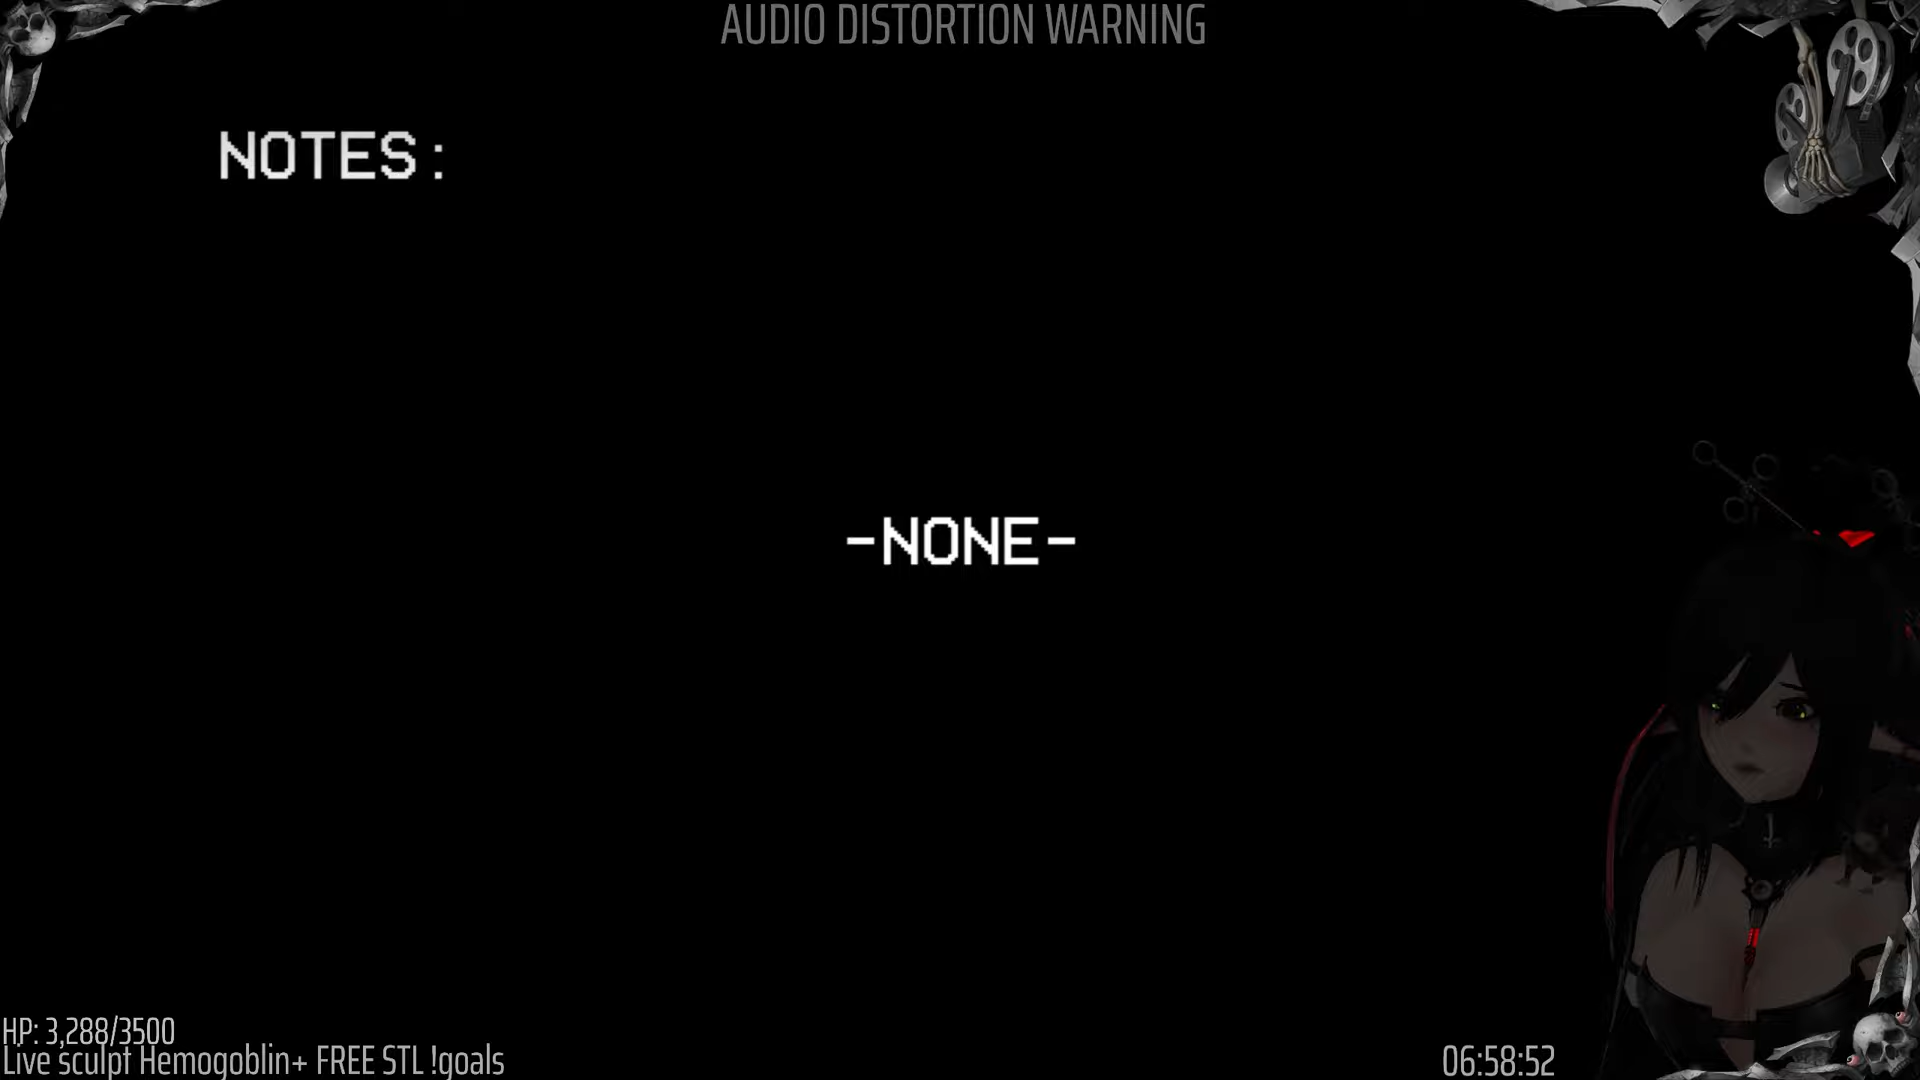 AUDIO DISTORTION WARNING
NOTES:
-NONE-
HP: 3,288/3500
Live sculpt Hemogoblin+ FREE STL !goals
06:58:52